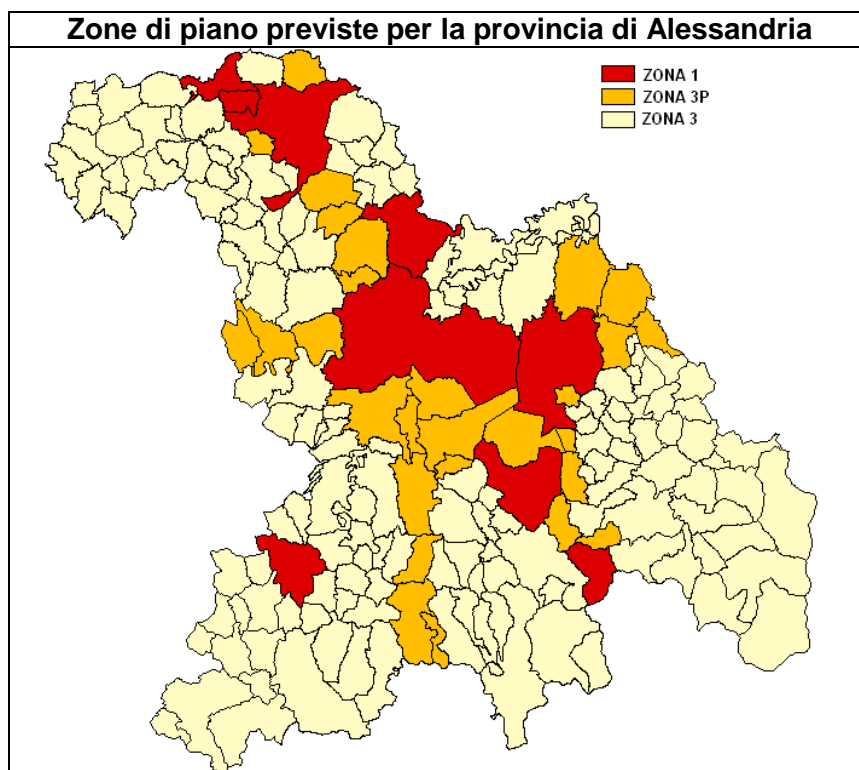 Zone di piano previste per la provincia di Alessandria
ZONA 1
ZONA 3P
ZONA 3